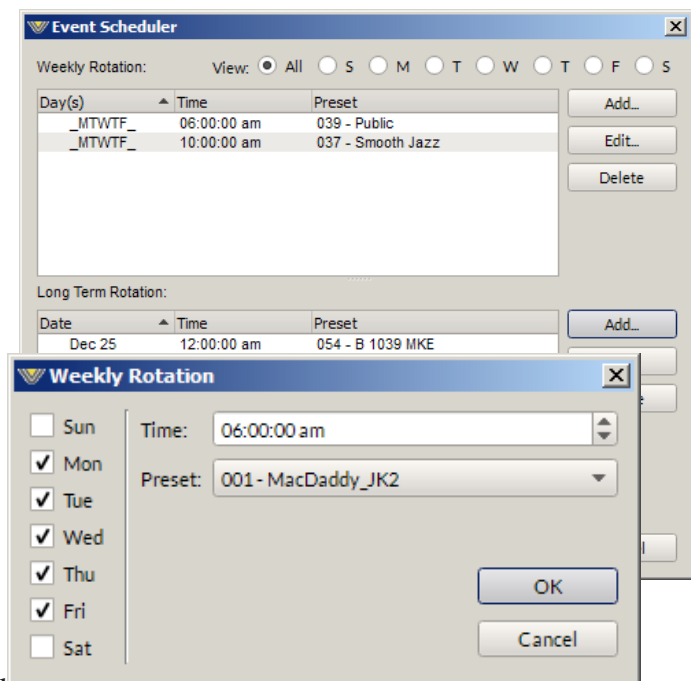 Event Scheduler
Weekly Rotation: View: All S M T W T F S
Day(s) Time Preset
_MTWTF_ 06:00:00 am 039 - Public
_MTWTF_ 10:00:00 am 037 - Smooth Jazz
Add...
Edit...
Delete
Long Term Rotation:
Date Time Preset
Dec 25 12:00:00 am 054 - B 1039 MKE
Add...
Weekly Rotation
Sun
Mon
Tue
Wed
Thu
Fri
Sat
Time: 06:00:00 am
Preset: 001 - MacDaddy_JK2
OK
Cancel